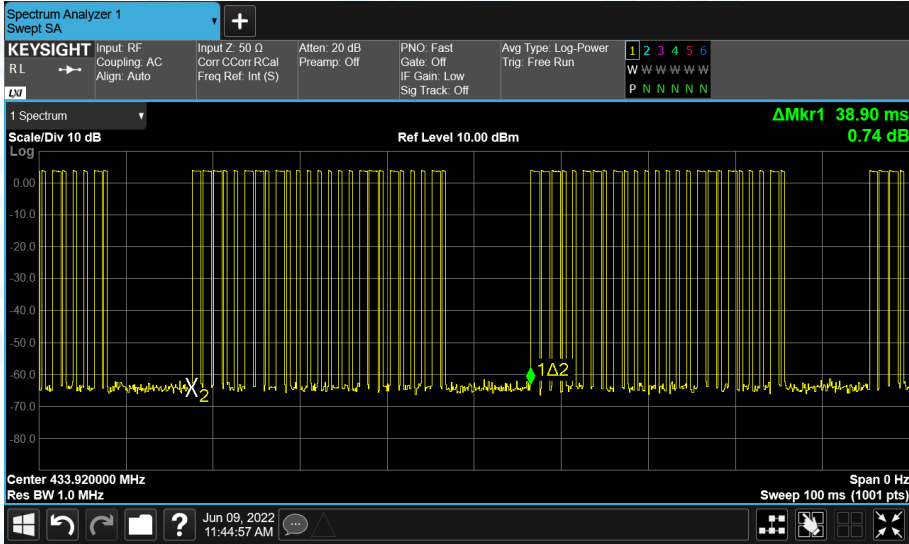 Spectrum Analyzer 1
Swept SA
+
KEYSIGHT
R L
LXI
Input: RF
Coupling: AC
Align: Auto
Input Z: 50 Ω
Corr CCorr RCal
Freq Ref: Int (S)
Atten: 20 dB
Preamp: Off
PNO: Fast
Gate: Off
IF Gain: Low
Sig Track: Off
Avg Type: Log-Power
Trig: Free Run
1 2 3 4 5 6
W W W W W W
P N N N N N
1 Spectrum
ΔMkr1 38.90 ms
0.74 dB
Scale/Div 10 dB
Ref Level 10.00 dBm
Log
0.00
-10.0
-20.0
-30.0
-40.0
-50.0
-60.0
-70.0
-80.0
X2
1Δ2
Center 433.920000 MHz
Res BW 1.0 MHz
Span 0 Hz
Sweep 100 ms (1001 pts)
?
Jun 09, 2022
11:44:57 AM